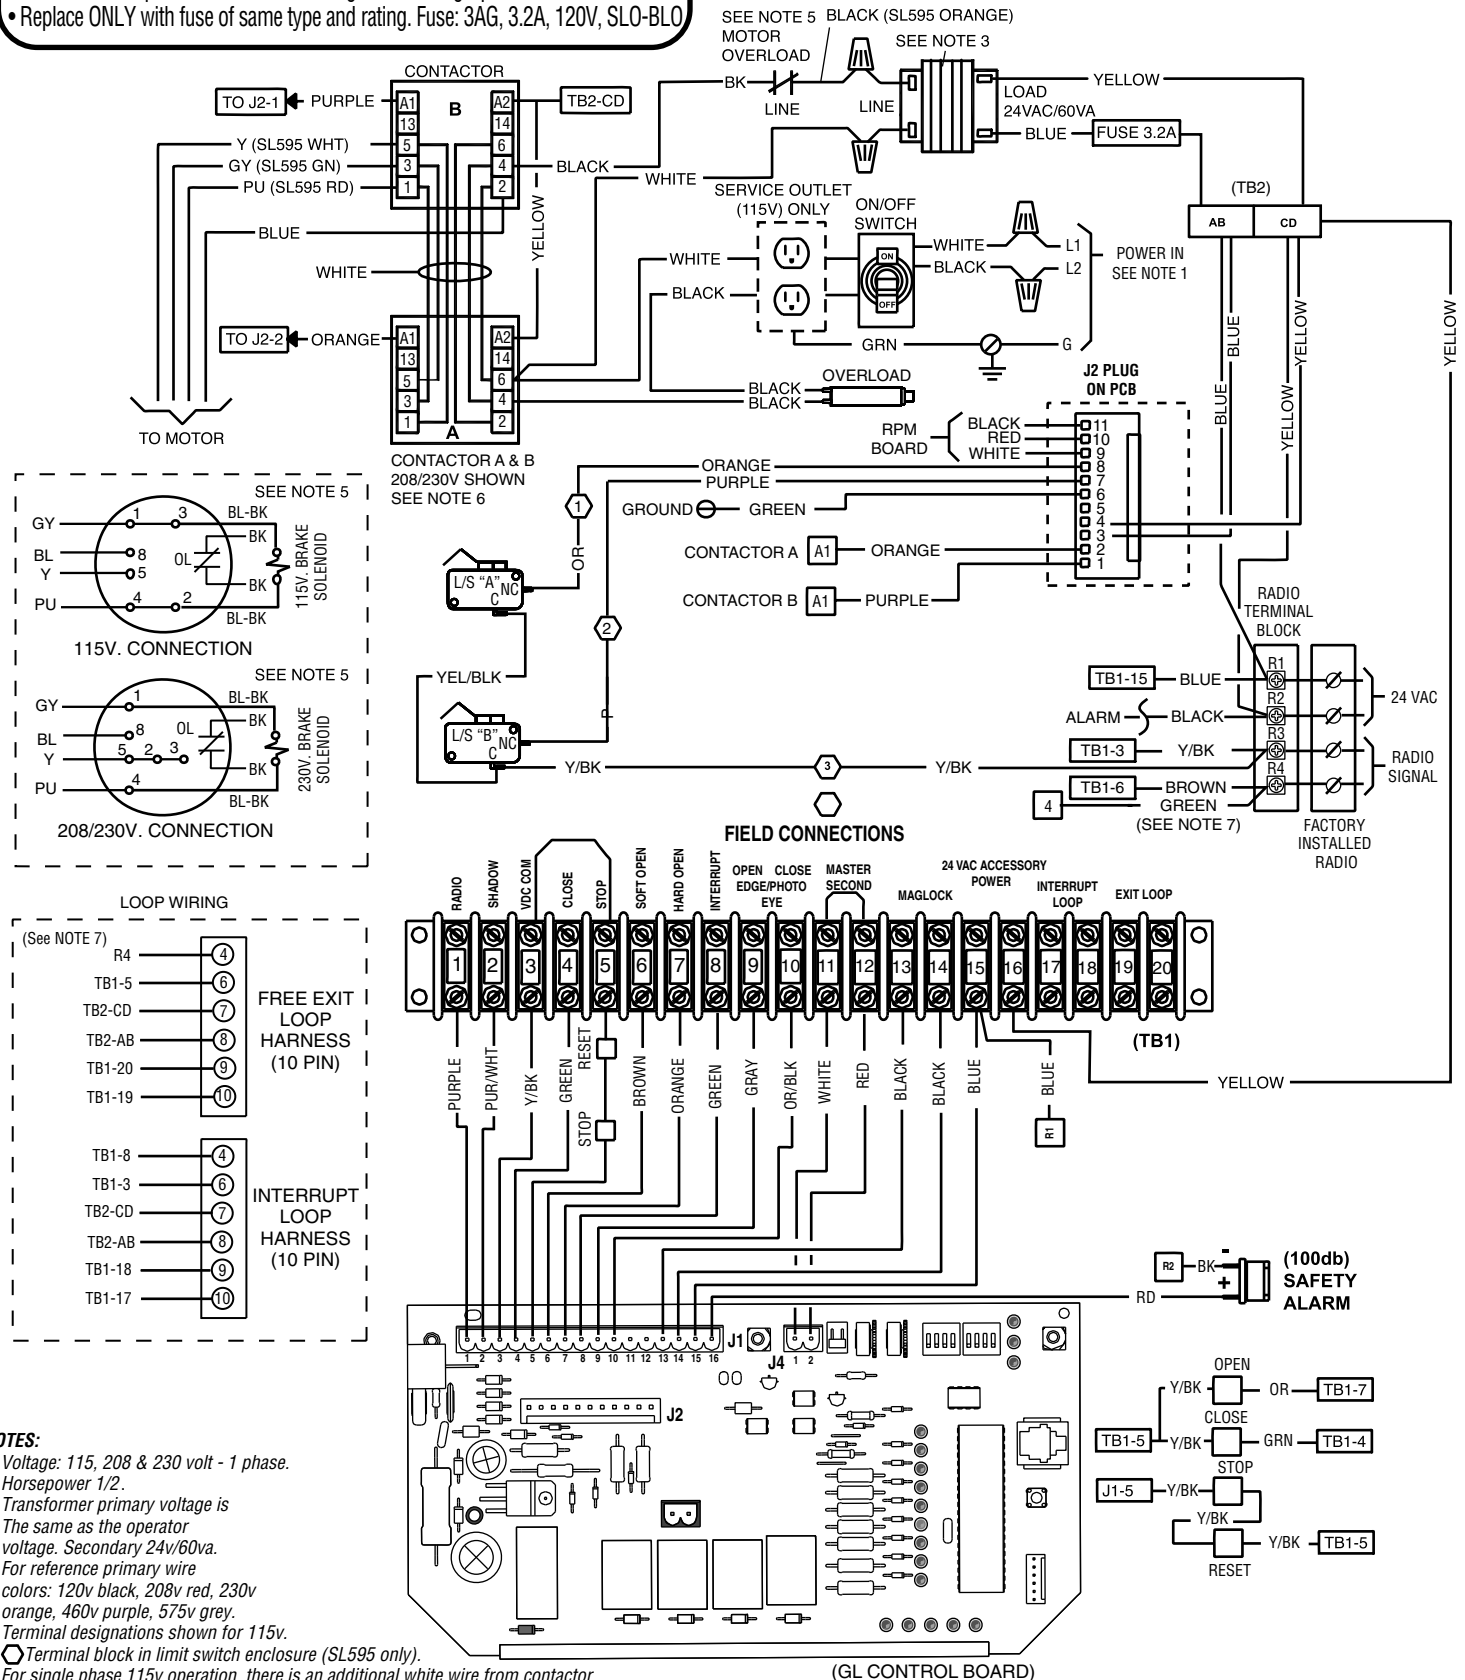 • Replace ONLY with fuse of same type and rating. Fuse: 3AG, 3.2A, 120V, SLO-BLO
SEE NOTE 5
MOTOR
OVERLOAD
BLACK (SL595 ORANGE)
SEE NOTE 3
CONTACTOR
TO J2-1
PURPLE
A1
B
A2
TB2-CD
13
14
5
6
3
4
1
2
Y (SL595 WHT)
GY (SL595 GN)
PU (SL595 RD)
BLUE
WHITE
BK
LINE
LINE
LOAD
24VAC/60VA
YELLOW
BLUE
FUSE 3.2A
BLACK
WHITE
YELLOW
SERVICE OUTLET
(115V) ONLY
ON/OFF
SWITCH
ON
OFF
WHITE
BLACK
WHITE
BLACK
L1
L2
G
POWER IN
SEE NOTE 1
GRN
(TB2)
AB
CD
BLUE
YELLOW
BLUE
YELLOW
YELLOW
TO J2-2
ORANGE
A1
A2
13
14
5
6
3
4
1
2
A
TO MOTOR
CONTACTOR A & B
208/230V SHOWN
SEE NOTE 6
OVERLOAD
BLACK
BLACK
J2 PLUG
ON PCB
RPM
BOARD
BLACK
RED
WHITE
ORANGE
PURPLE
GROUND
GREEN
CONTACTOR A
A1
ORANGE
CONTACTOR B
A1
PURPLE
11
10
9
8
7
6
5
4
3
2
1
SEE NOTE 5
GY
1
3
BL-BK
BK
BL
8
OL
Y
5
BK
PU
4
2
BL-BK
115V. BRAKE
SOLENOID
115V. CONNECTION
SEE NOTE 5
GY
1
BL-BK
BK
BL
8
OL
Y
5
2
3
BK
PU
4
BL-BK
230V. BRAKE
SOLENOID
208/230V. CONNECTION
1
OR
L/S “A”
NC
C
2
YEL/BLK
P
L/S “B”
NC
C
Y/BK
3
Y/BK
RADIO
TERMINAL
BLOCK
TB1-15
BLUE
R1
ALARM
BLACK
R2
TB1-3
Y/BK
R3
TB1-6
BROWN
R4
4
GREEN
(SEE NOTE 7)
24 VAC
RADIO
SIGNAL
FACTORY
INSTALLED
RADIO
FIELD CONNECTIONS
RADIO
SHADOW
VDC COM
CLOSE
STOP
SOFT OPEN
HARD OPEN
INTERRUPT
OPEN CLOSE
EDGE/PHOTO
EYE
MASTER
SECOND
MAGLOCK
24 VAC ACCESSORY
POWER
INTERRUPT
LOOP
EXIT LOOP
1 2 3 4 5 6 7 8 9 10 11 12 13 14 15 16 17 18 19 20
(TB1)
PURPLE
PUR/WHT
Y/BK
GREEN
RESET
STOP
BROWN
ORANGE
GREEN
GRAY
OR/BLK
WHITE
RED
BLACK
BLACK
BLUE
BLUE
R1
YELLOW
LOOP WIRING
(See NOTE 7)
R4 4
TB1-5 6
TB2-CD 7
TB2-AB 8
TB1-20 9
TB1-19 10
FREE EXIT
LOOP
HARNESS
(10 PIN)
TB1-8 4
TB1-3 6
TB2-CD 7
TB2-AB 8
TB1-18 9
TB1-17 10
INTERRUPT
LOOP
HARNESS
(10 PIN)
R2
BK
-
+
RD
(100db)
SAFETY
ALARM
J1
1 2 3 4 5 6 7 8 9 10 11 12 13 14 15 16
J4
1 2
J2
OPEN
Y/BK
OR
TB1-7
CLOSE
TB1-5
Y/BK
GRN
TB1-4
STOP
J1-5
Y/BK
Y/BK
Y/BK
TB1-5
RESET
OTES:
Voltage: 115, 208 & 230 volt - 1 phase.
Horsepower 1/2.
Transformer primary voltage is
The same as the operator
voltage. Secondary 24v/60va.
For reference primary wire
colors: 120v black, 208v red, 230v
orange, 460v purple, 575v grey.
Terminal designations shown for 115v.
Terminal block in limit switch enclosure (SL595 only).
For single phase 115v operation, there is an additional white wire from contactor
(GL CONTROL BOARD)